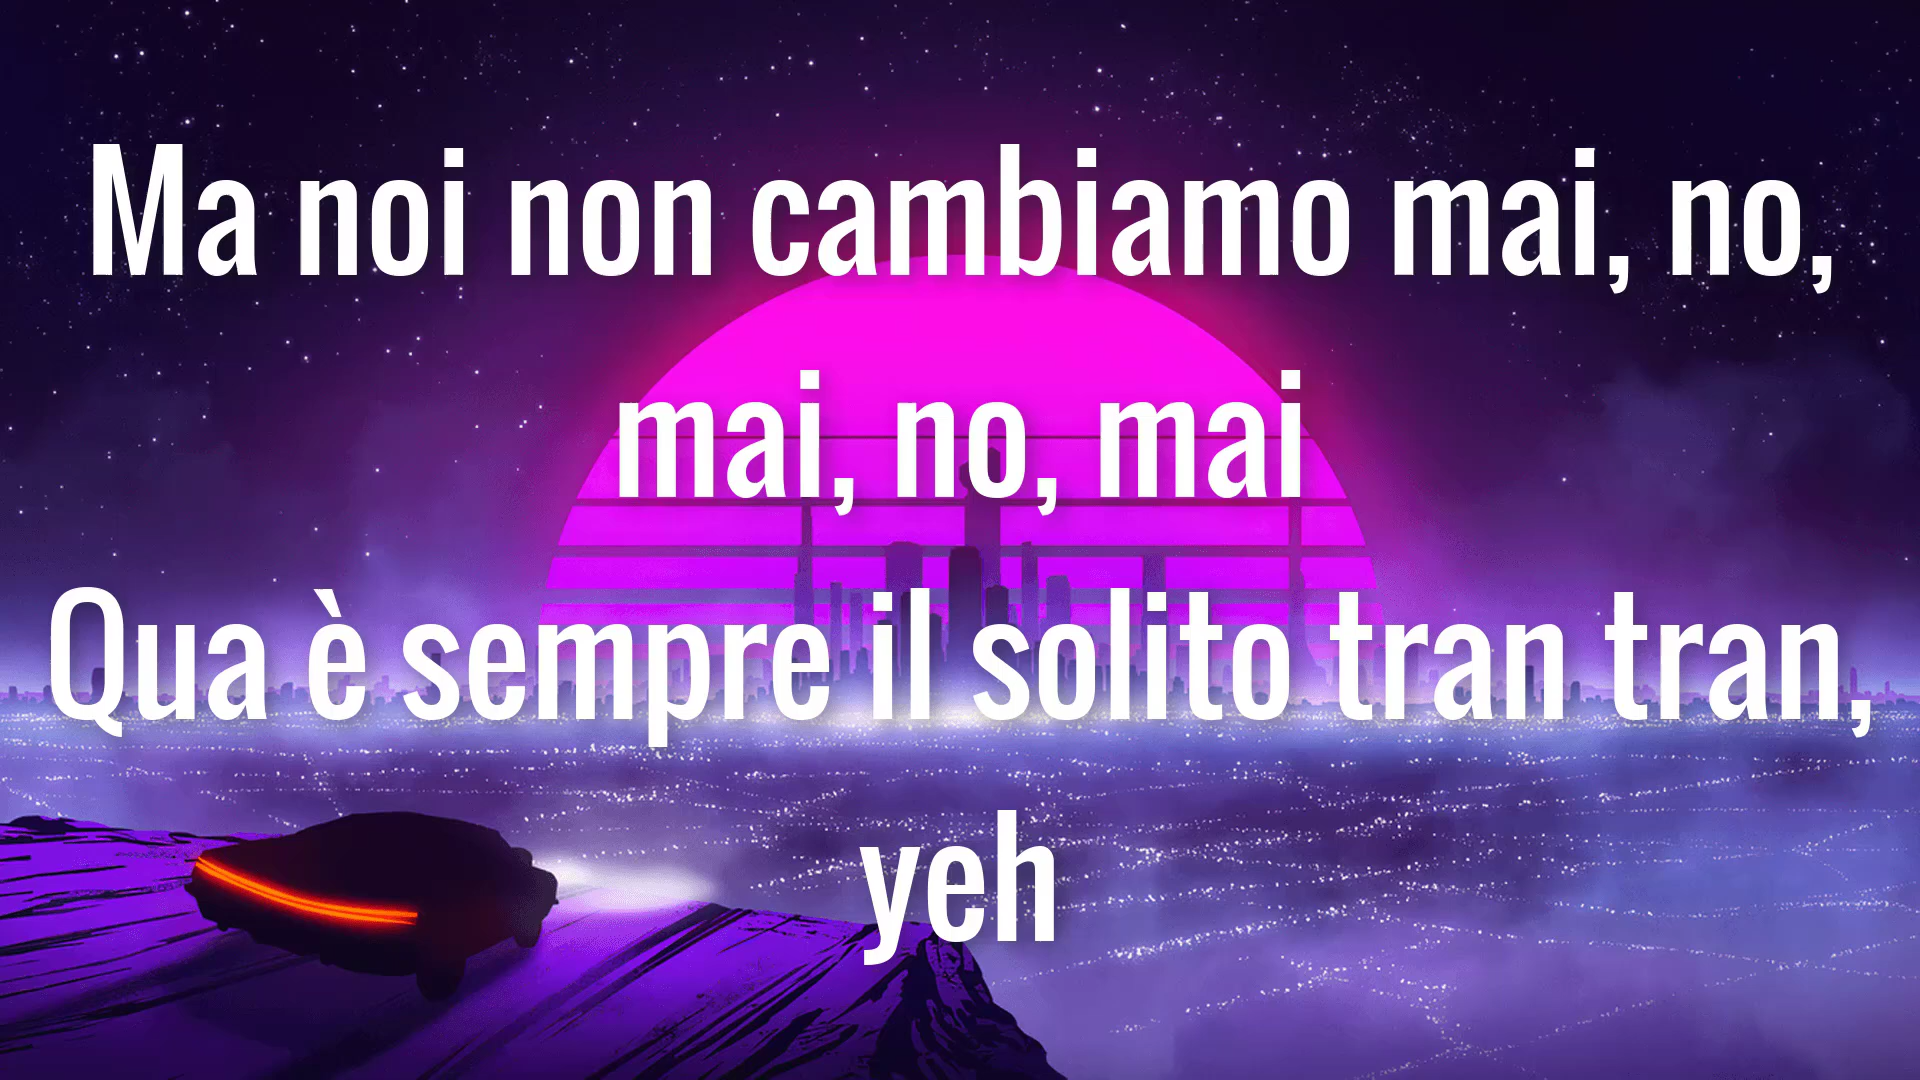 Ma noi non cambiamo mai, no,
mai, no, mai
Qua è sempre il solito tran tran,
yeh